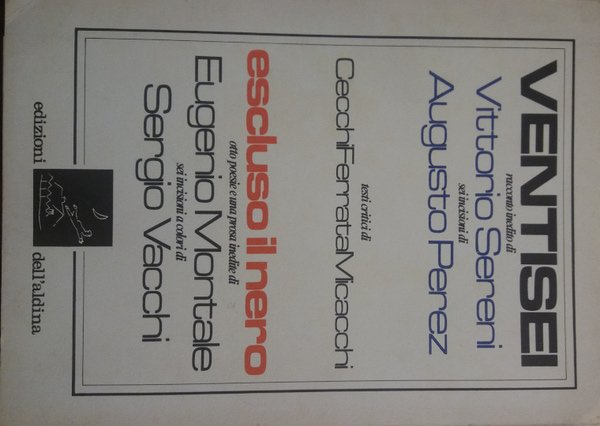 VENTISEI
racconto inedito di
Vittorio Sereni
sei incisioni di
Augusto Perez
testi critici di
CecchiFerrataMicacchi
escluso il nero
otto poesie e una prosa inedite di
Eugenio Montale
sei incisioni a colori di
Sergio Vacchi
edizioni dell'aldina